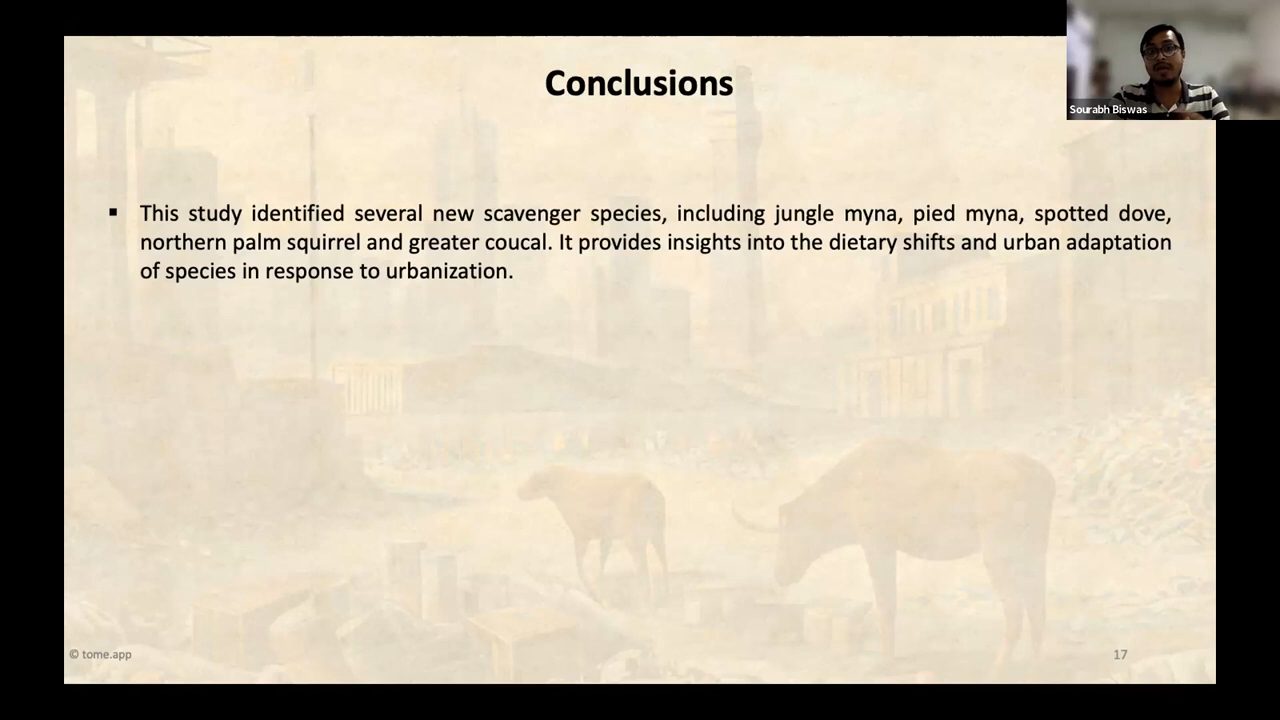 Conclusions
Sourabh Biswas
▪ This study identified several new scavenger species, including jungle myna, pied myna, spotted dove,
northern palm squirrel and greater coucal. It provides insights into the dietary shifts and urban adaptation
of species in response to urbanization.
© tome.app
17